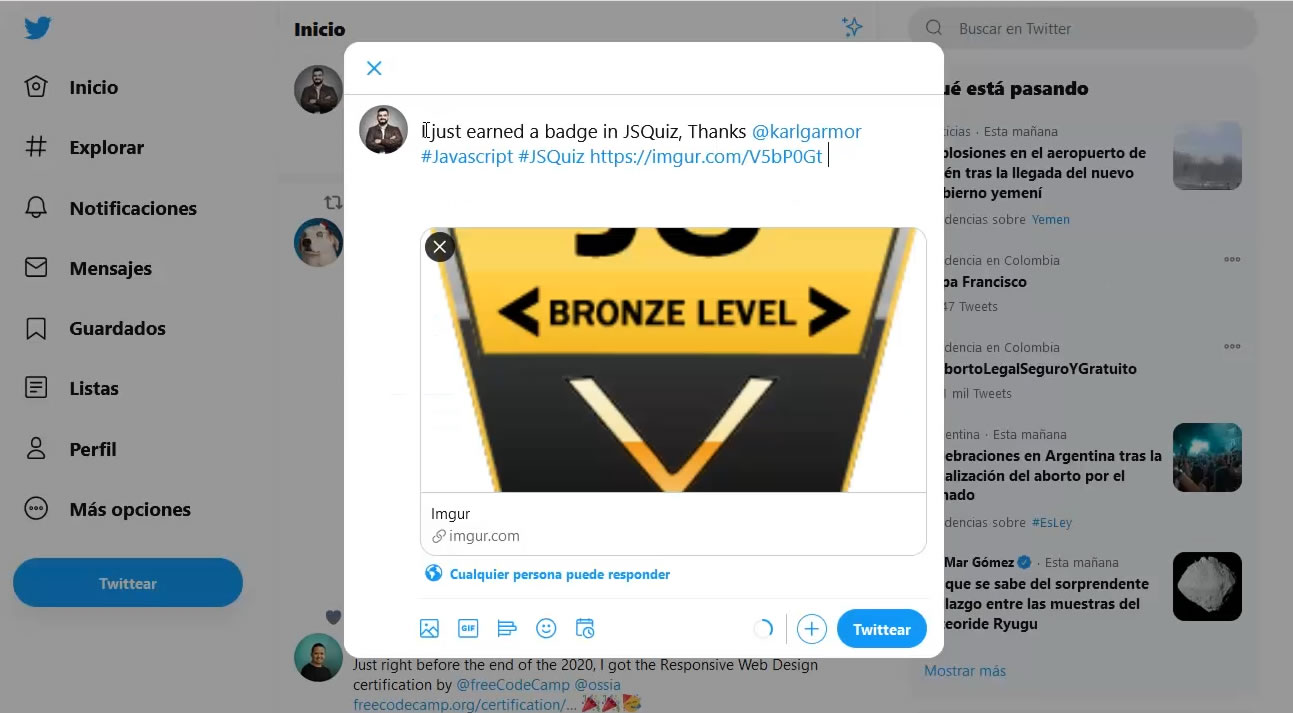 Inicio
Buscar en Twitter
Inicio
Explorar
Notificaciones
Mensajes
Guardados
Listas
Perfil
Más opciones
Twittear
I just earned a badge in JSQuiz, Thanks @karlgarmor
#Javascript #JSQuiz https://imgur.com/V5bP0Gt
BRONZE LEVEL
Imgur
imgur.com
Cualquier persona puede responder
GIF
Twittear
Just right before the end of the 2020, I got the Responsive Web Design
certification by @freeCodeCamp @ossia
freecodecamp.org/certification/...
ué está pasando
icias · Esta mañana
plosiones en el aeropuerto de
én tras la llegada del nuevo
bierno yemení
dencias sobre Yemen
dencia en Colombia
pa Francisco
47 Tweets
dencia en Colombia
bortoLegalSeguroYGratuito
mil Tweets
entina · Esta mañana
ebraciones en Argentina tras la
alización del aborto por el
nado
dencias sobre #EsLey
Mar Gómez · Esta mañana
que se sabe del sorprendente
lazgo entre las muestras del
teoride Ryugu
Mostrar más